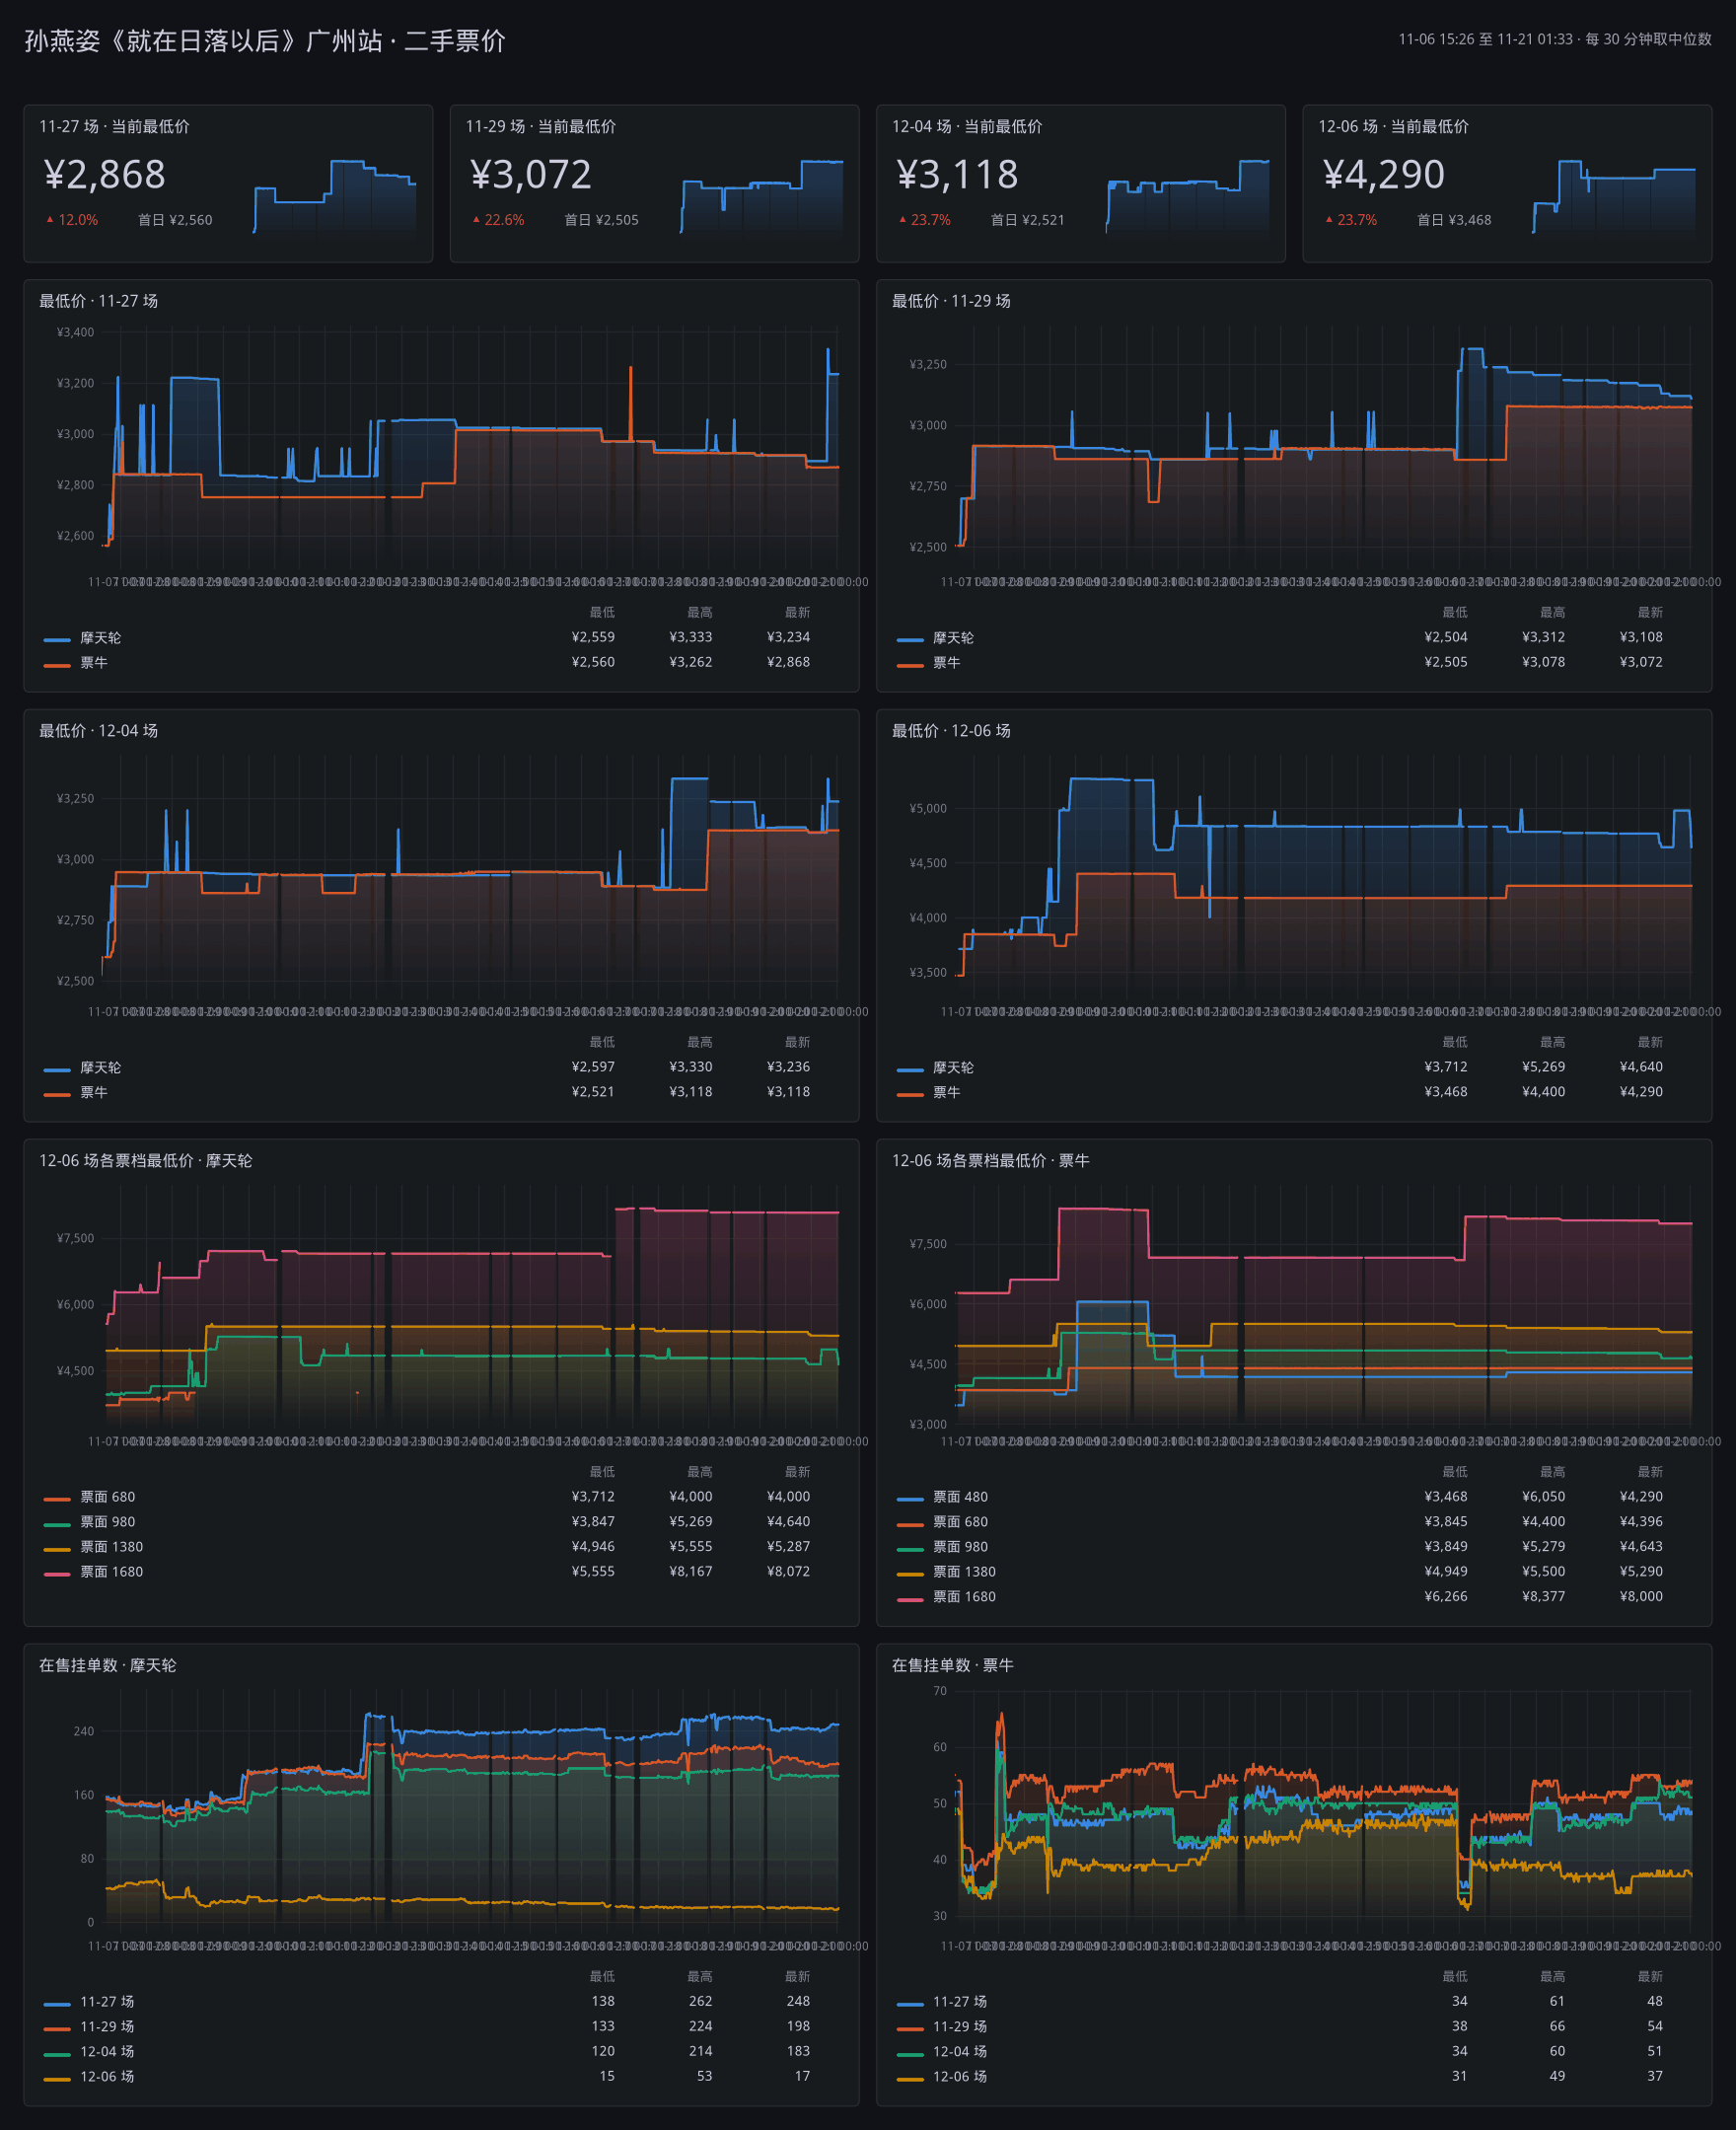 孙燕姿《就在日落以后》广州站 · 二手票价
11-06 15:26 至 11-21 01:33 · 每 30 分钟取中位数
11-27 场 · 当前最低价
¥2,868
▲ 12.0% 首日 ¥2,560
11-29 场 · 当前最低价
¥3,072
▲ 22.6% 首日 ¥2,505
12-04 场 · 当前最低价
¥3,118
▲ 23.7% 首日 ¥2,521
12-06 场 · 当前最低价
¥4,290
▲ 23.7% 首日 ¥3,468
最低价 · 11-27 场
¥3,400
¥3,200
¥3,000
¥2,800
¥2,600
最低 最高 最新
摩天轮 ¥2,559 ¥3,333 ¥3,234
票牛 ¥2,560 ¥3,262 ¥2,868
最低价 · 11-29 场
¥3,250
¥3,000
¥2,750
¥2,500
最低 最高 最新
摩天轮 ¥2,504 ¥3,312 ¥3,108
票牛 ¥2,505 ¥3,078 ¥3,072
最低价 · 12-04 场
¥3,250
¥3,000
¥2,750
¥2,500
最低 最高 最新
摩天轮 ¥2,597 ¥3,330 ¥3,236
票牛 ¥2,521 ¥3,118 ¥3,118
最低价 · 12-06 场
¥5,000
¥4,500
¥4,000
¥3,500
最低 最高 最新
摩天轮 ¥3,712 ¥5,269 ¥4,640
票牛 ¥3,468 ¥4,400 ¥4,290
12-06 场各票档最低价 · 摩天轮
¥7,500
¥6,000
¥4,500
最低 最高 最新
票面 680 ¥3,712 ¥4,000 ¥4,000
票面 980 ¥3,847 ¥5,269 ¥4,640
票面 1380 ¥4,946 ¥5,555 ¥5,287
票面 1680 ¥5,555 ¥8,167 ¥8,072
12-06 场各票档最低价 · 票牛
¥7,500
¥6,000
¥4,500
¥3,000
最低 最高 最新
票面 480 ¥3,468 ¥6,050 ¥4,290
票面 680 ¥3,845 ¥4,400 ¥4,396
票面 980 ¥3,849 ¥5,279 ¥4,643
票面 1380 ¥4,949 ¥5,500 ¥5,290
票面 1680 ¥6,266 ¥8,377 ¥8,000
在售挂单数 · 摩天轮
240
160
80
0
最低 最高 最新
11-27 场 138 262 248
11-29 场 133 224 198
12-04 场 120 214 183
12-06 场 15 53 17
在售挂单数 · 票牛
70
60
50
40
30
最低 最高 最新
11-27 场 34 61 48
11-29 场 38 66 54
12-04 场 34 60 51
12-06 场 31 49 37